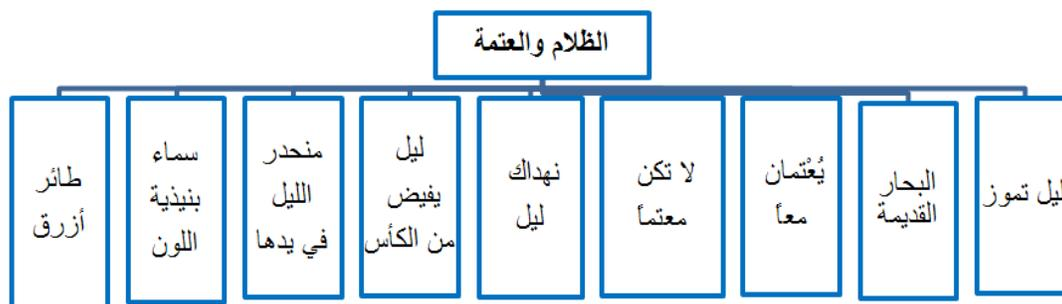 الظلام والعتمة
ليل تموز
البحار
القديمة
يُعْتمان
معاً
لا تكن
معتماً
نهداك
ليل
ليل
يفيض
من الكأس
منحدر
الليل
في يدها
سماء
بنيذية
اللون
طائر
أزرق